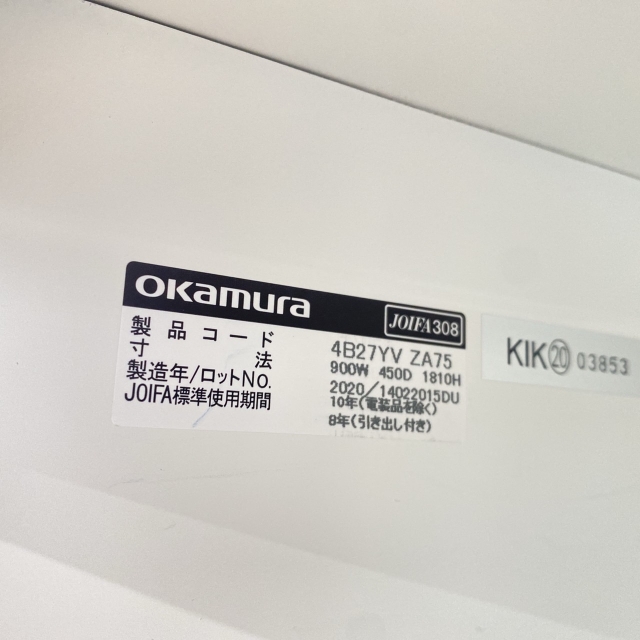 okamura JOIFA308
製品コード 4B27YV ZA75
寸法 900W 450D 1810H
製造年/ロットNO. 2020/14022015DU
JOIFA標準使用期間 10年(電装品を除く)
8年(引き出し付き)
KIK⑳ 03853